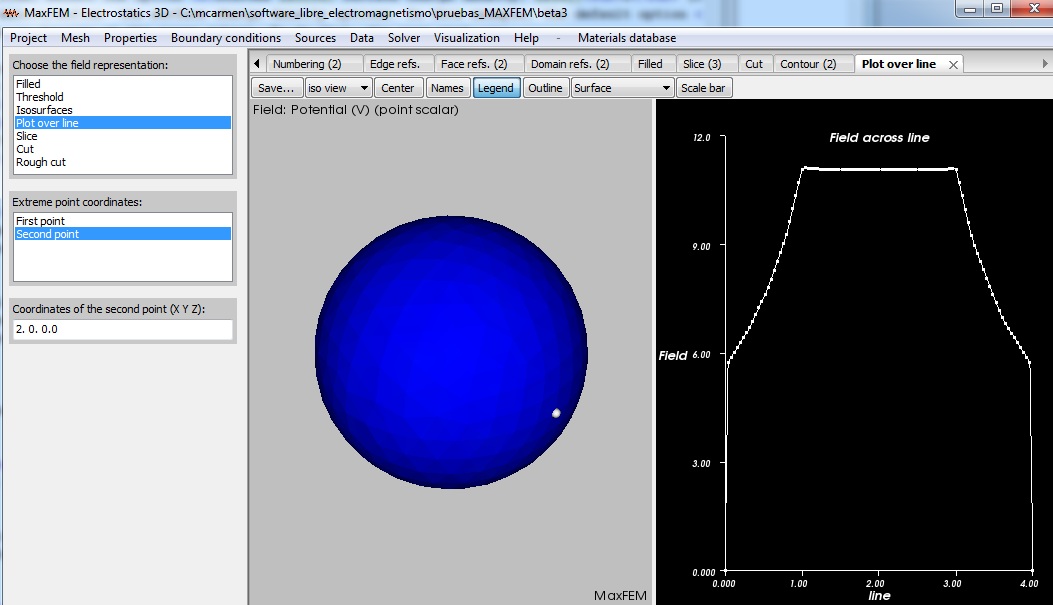 MaxFEM - Electrostatics 3D - C:\mcarmen\software_libre_electromagnetismo\pruebas_MAXFEM\beta3
Project Mesh Properties Boundary conditions Sources Data Solver Visualization Help - Materials database
Choose the field representation:
Filled
Threshold
Isosurfaces
Plot over line
Slice
Cut
Rough cut
Extreme point coordinates:
First point
Second point
Coordinates of the second point (X Y Z):
2. 0. 0.0
Numbering (2) Edge refs. Face refs. (2) Domain refs. (2) Filled Slice (3) Cut Contour (2) Plot over line
Save... iso view Center Names Legend Outline Surface Scale bar
Field: Potential (V) (point scalar)
MaxFEM
Field across line
12.0
9.00
Field 6.00
3.00
0.000
0.000 1.00 2.00 3.00 4.00
line